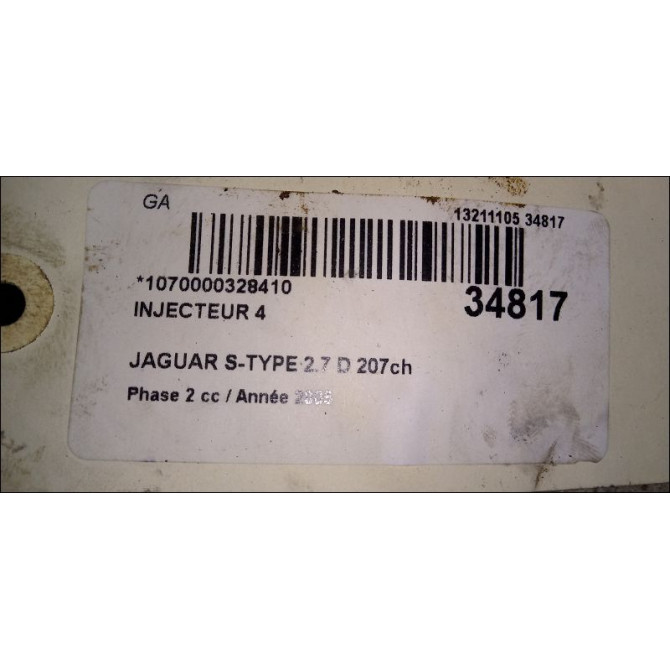 GA
13211105 34817
*1070000328410
34817
INJECTEUR 4
JAGUAR S-TYPE 2.7 D 207ch
Phase 2 cc / Année